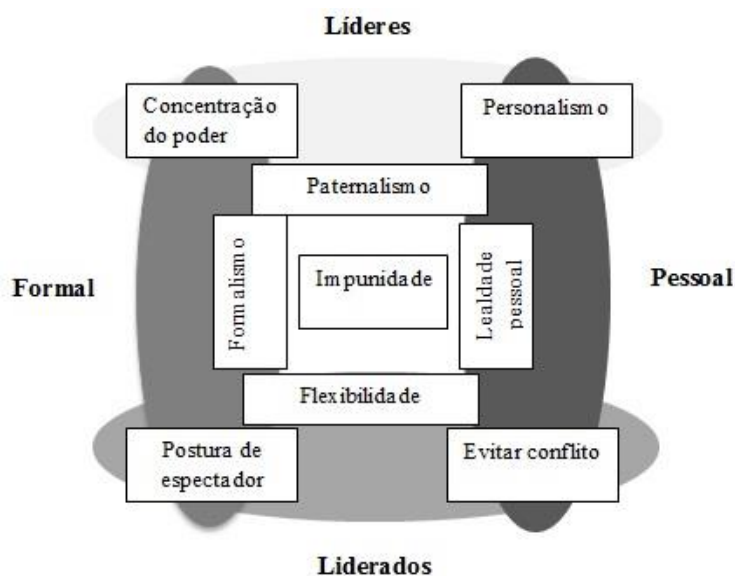 Líderes
Concentração
do poder
Personalismo
Paternalismo
Formal
Formalismo
Impunidade
Lealdade
pessoal
Pessoal
Flexibilidade
Postura de
espectador
Evitar conflito
Liderados